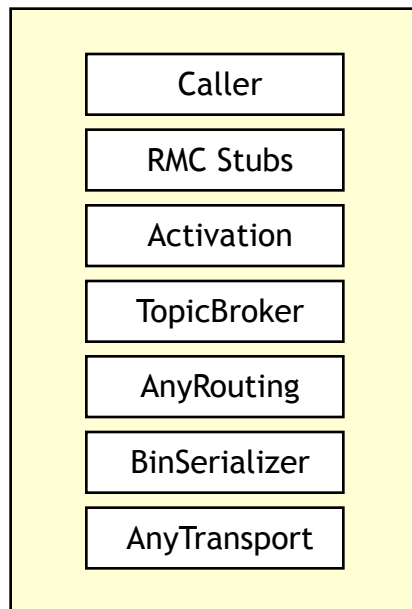 Caller
RMC Stubs
Activation
TopicBroker
AnyRouting
BinSerializer
AnyTransport